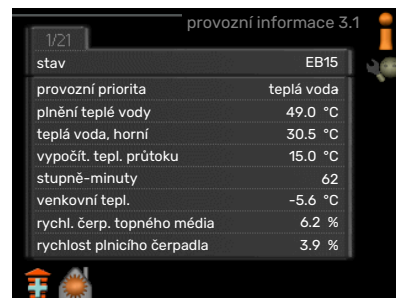 provozní informace 3.1
1/21
stav EB15
provozní priorita teplá voda
plnění teplé vody 49.0 °C
teplá voda, horní 30.5 °C
vypočít. tepl. průtoku 15.0 °C
stupně-minuty 62
venkovní tepl. -5.6 °C
rychl. čerp. topného média 6.2 %
rychlost plnicího čerpadla 3.9 %